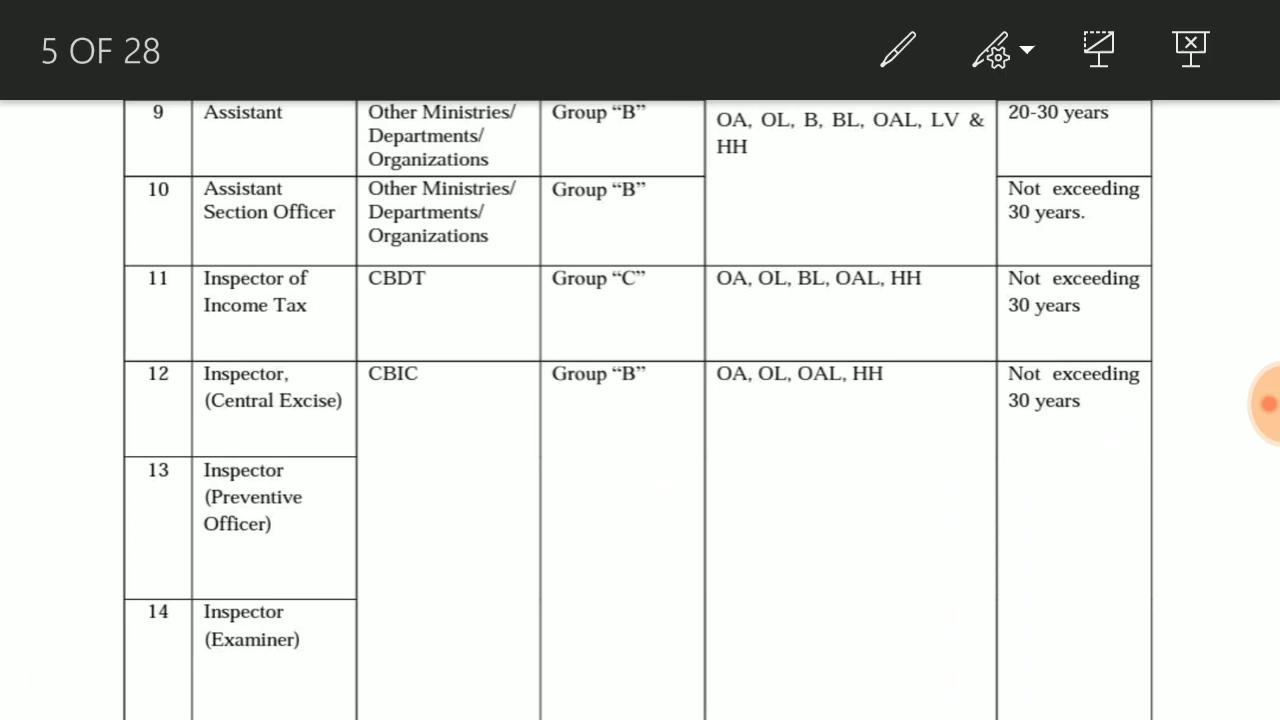 5 OF 28
9 Assistant Other Ministries/ Group “B” OA, OL, B, BL, OAL, LV & 20-30 years
Departments/ HH
Organizations
10 Assistant Other Ministries/ Group “B” Not exceeding
Section Officer Departments/ 30 years.
Organizations
11 Inspector of CBDT Group “C” OA, OL, BL, OAL, HH Not exceeding
Income Tax 30 years
12 Inspector, CBIC Group “B” OA, OL, OAL, HH Not exceeding
(Central Excise) 30 years
13 Inspector
(Preventive
Officer)
14 Inspector
(Examiner)